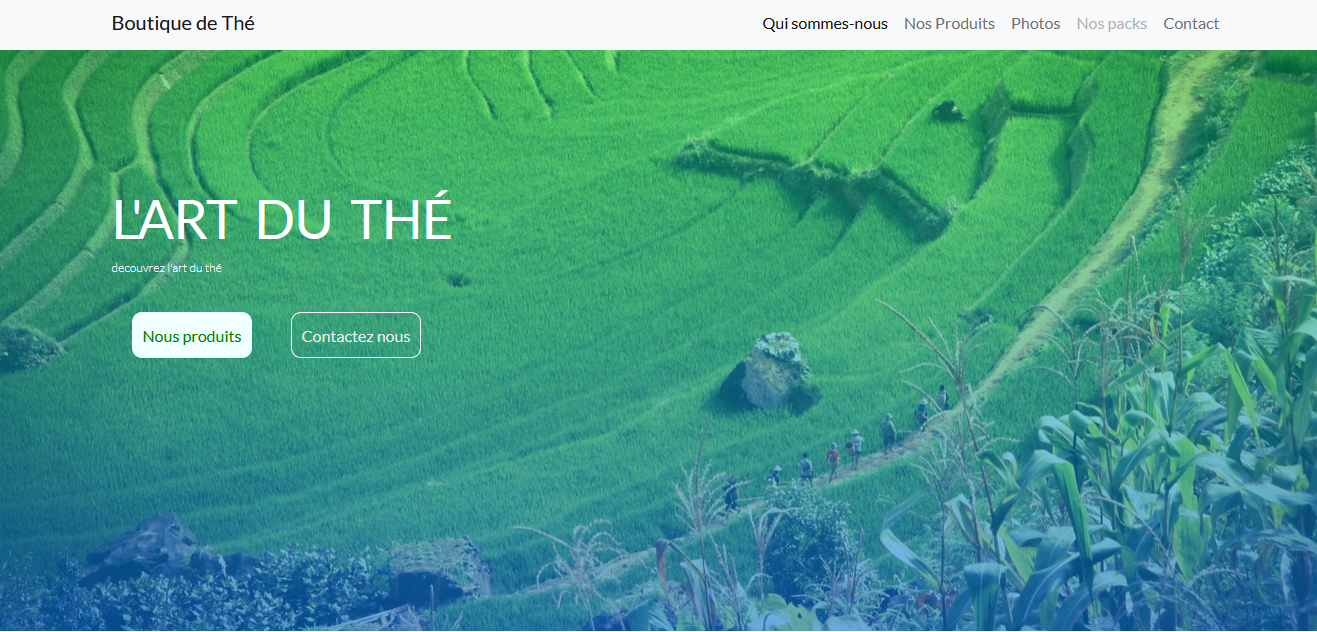 Boutique de Thé
Qui sommes-nous Nos Produits Photos Nos packs Contact
L'ART DU THÉ
decouvrez l'art du thé
Nous produits Contactez nous